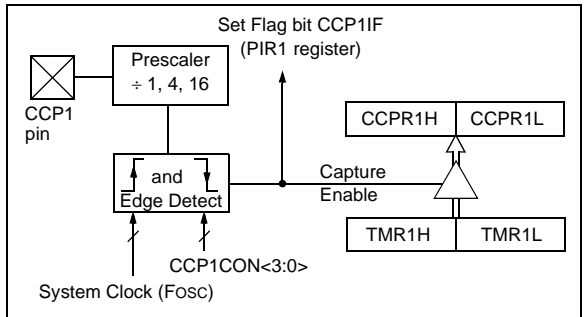 Set Flag bit CCP1IF
(PIR1 register)
Prescaler
÷ 1, 4, 16
CCP1
pin
CCPR1H
CCPR1L
and
Edge Detect
Capture
Enable
TMR1H
TMR1L
CCP1CON<3:0>
System Clock (FOSC)